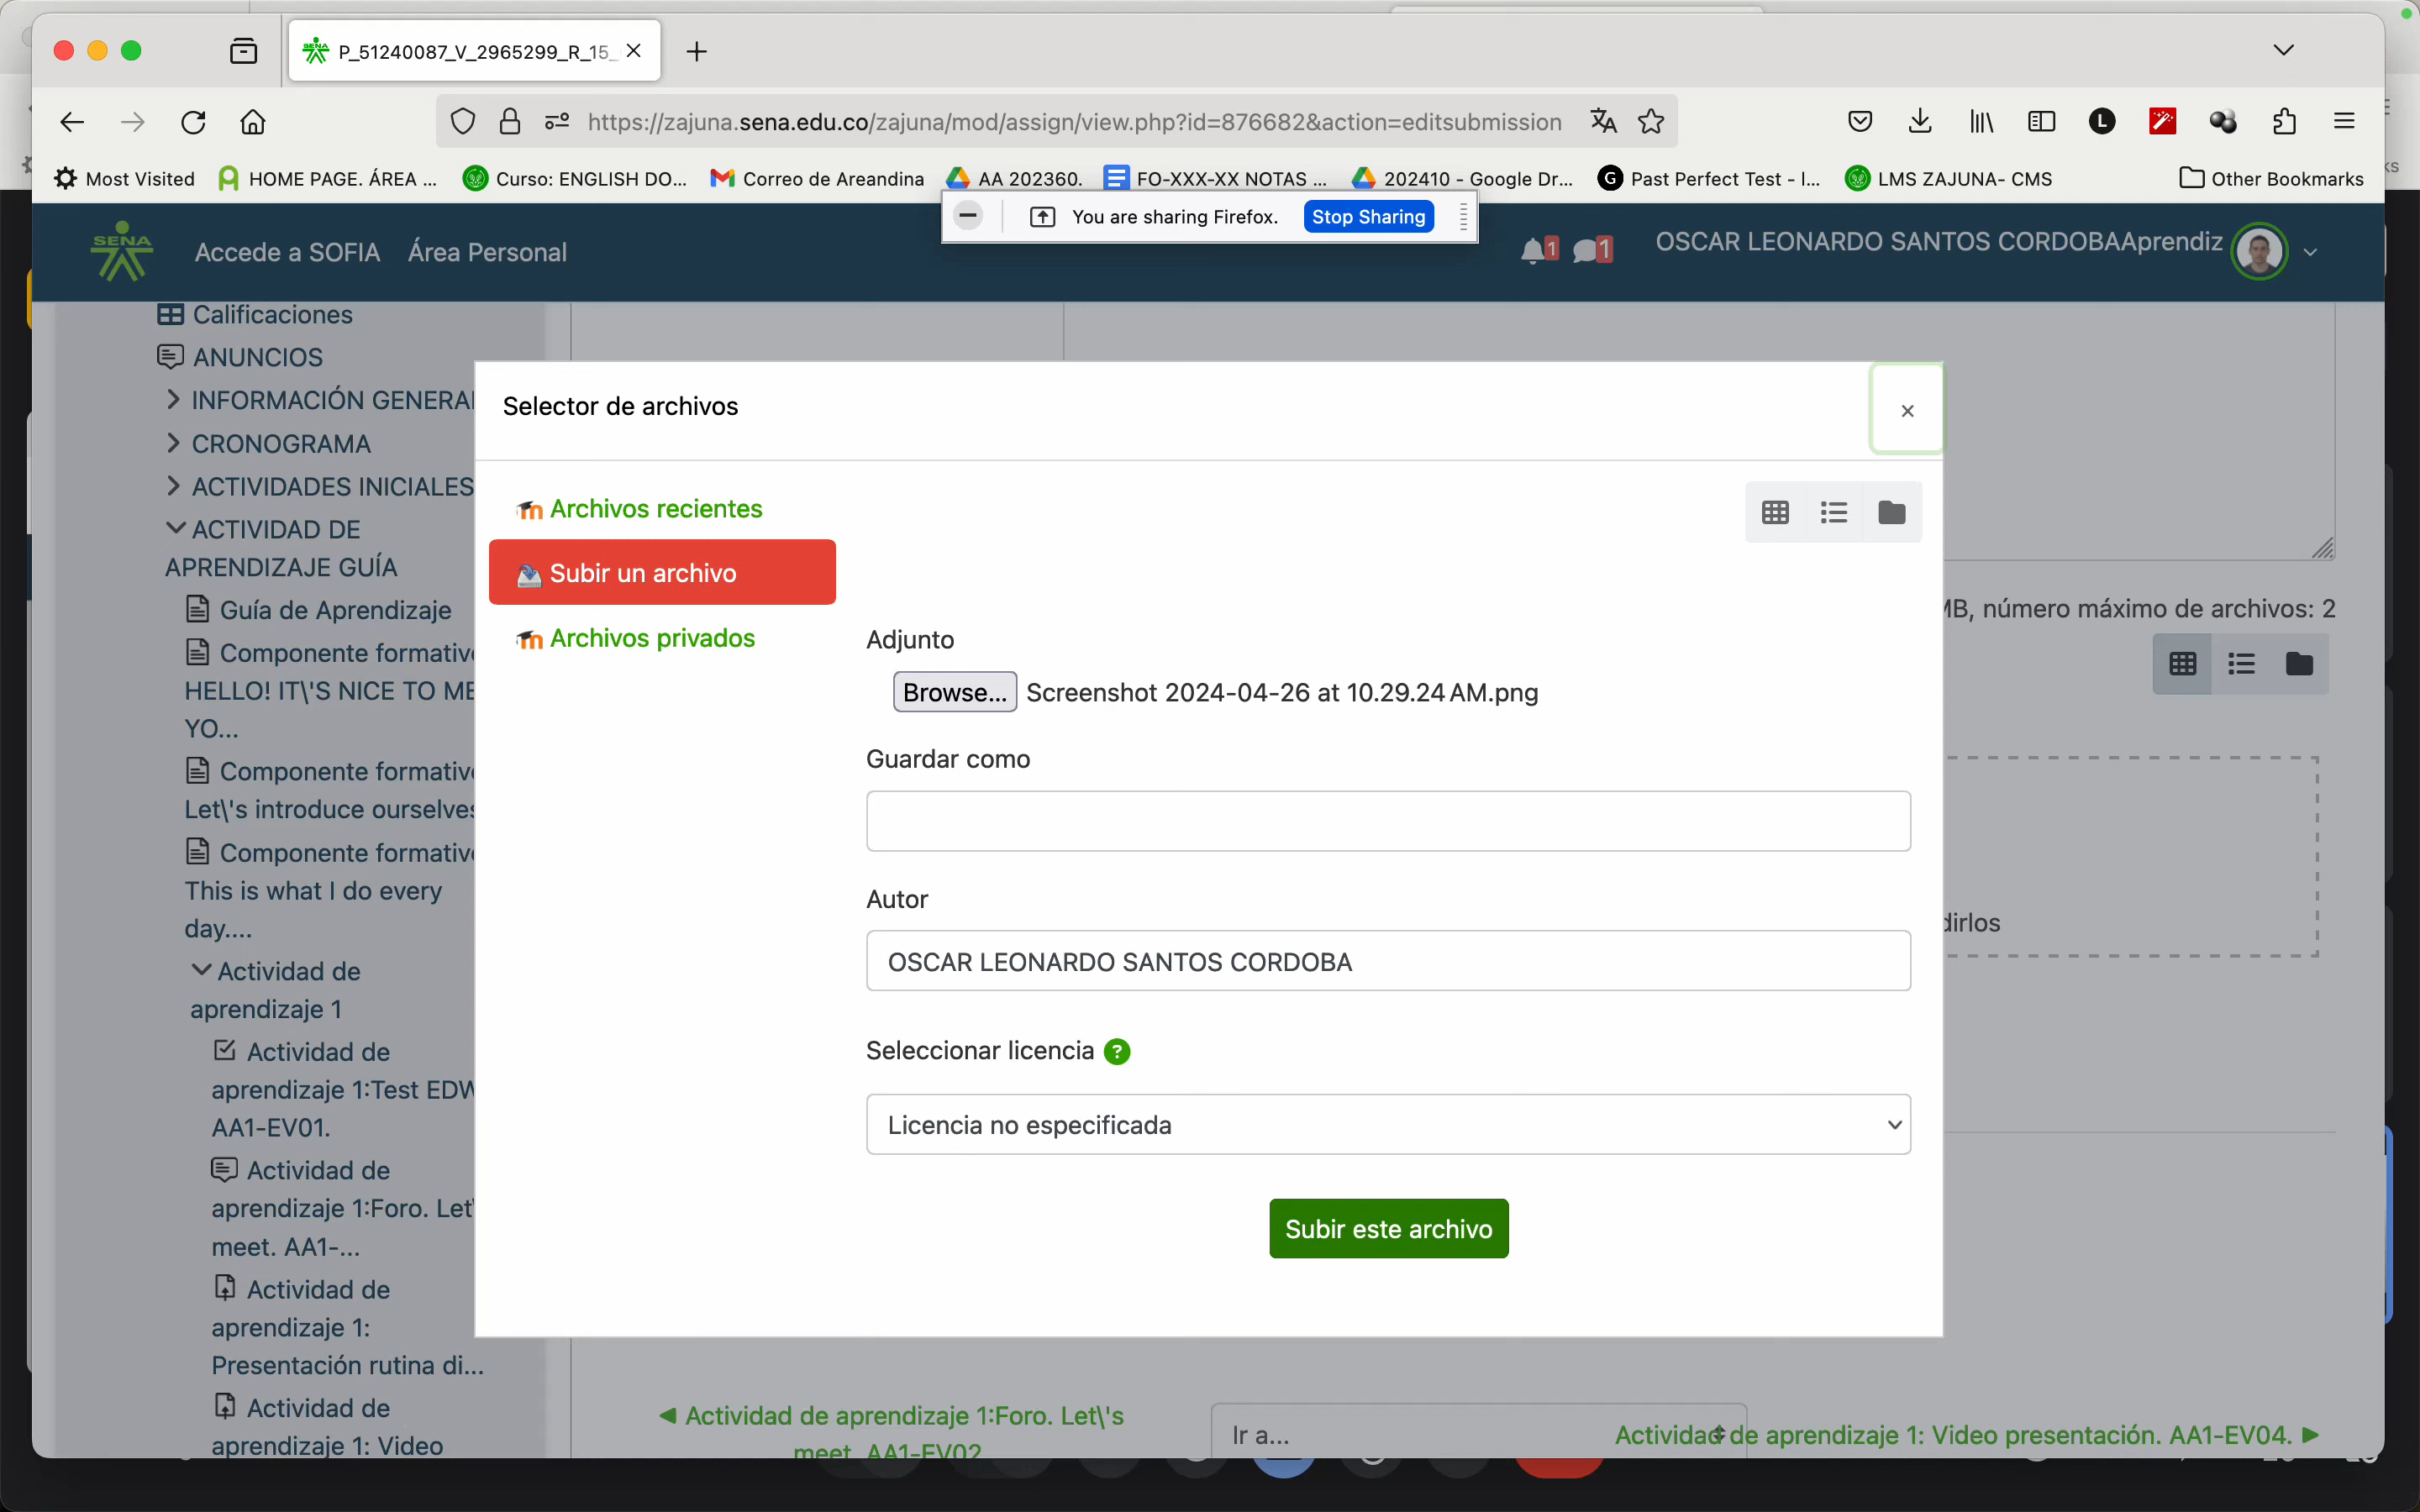 P_51240087_V_2965299_R_15_
https://zajuna.sena.edu.co/zajuna/mod/assign/view.php?id=876682&action=editsubmission
L
Most Visited
HOME PAGE. ÁREA ...
Curso: ENGLISH DO...
Correo de Areandina
AA 202360.
FO-XXX-XX NOTAS ...
202410 - Google Dr...
G
Past Perfect Test - I...
LMS ZAJUNA- CMS
Other Bookmarks
ks
You are sharing Firefox.
Stop Sharing
SENA
Accede a SOFIA
Área Personal
1
1
OSCAR LEONARDO SANTOS CORDOBAAprendiz
Calificaciones
ANUNCIOS
INFORMACIÓN GENERA
CRONOGRAMA
ACTIVIDADES INICIALES
ACTIVIDAD DE
APRENDIZAJE GUÍA
Guía de Aprendizaje
Componente formativ
HELLO! IT\'S NICE TO ME
YO...
Componente formativ
Let\'s introduce ourselves
Componente formativ
This is what I do every
day....
Actividad de
aprendizaje 1
Actividad de
aprendizaje 1:Test EDW
AA1-EV01.
Actividad de
aprendizaje 1:Foro. Let\'
meet. AA1-...
Actividad de
aprendizaje 1:
Presentación rutina di...
Actividad de
aprendizaje 1: Video
Selector de archivos
×
Archivos recientes
Subir un archivo
Archivos privados
Adjunto
Browse... Screenshot 2024-04-26 at 10.29.24 AM.png
Guardar como
Autor
OSCAR LEONARDO SANTOS CORDOBA
Seleccionar licencia ?
Licencia no especificada
Subir este archivo
MB, número máximo de archivos: 2
dirlos
◄ Actividad de aprendizaje 1:Foro. Let\'s
meet. AA1-EV02
Ir a...
Actividad de aprendizaje 1: Video presentación. AA1-EV04. ►